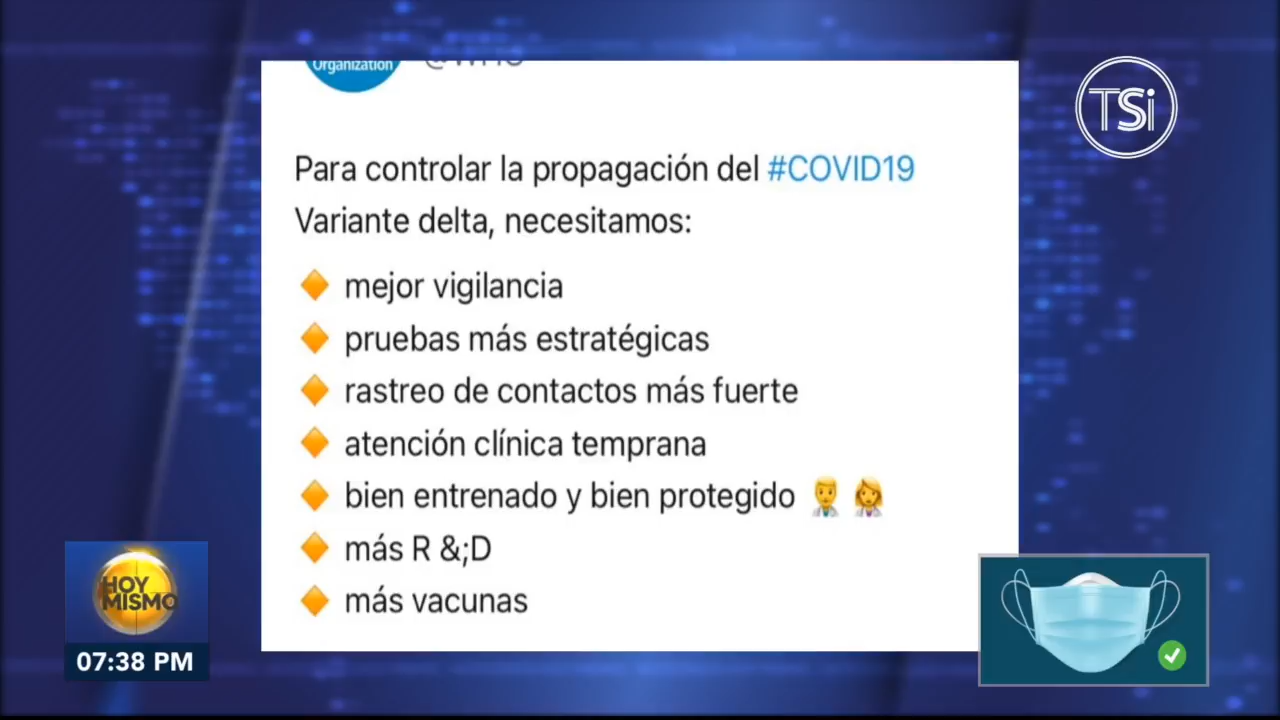 Organization @WHO
TSi
Para controlar la propagación del #COVID19
Variante delta, necesitamos:
🔶 mejor vigilancia
🔶 pruebas más estratégicas
🔶 rastreo de contactos más fuerte
🔶 atención clínica temprana
🔶 bien entrenado y bien protegido 👨‍⚕️ 👩‍⚕️
🔶 más R &;D
🔶 más vacunas
HOY
MISMO
07:38 PM